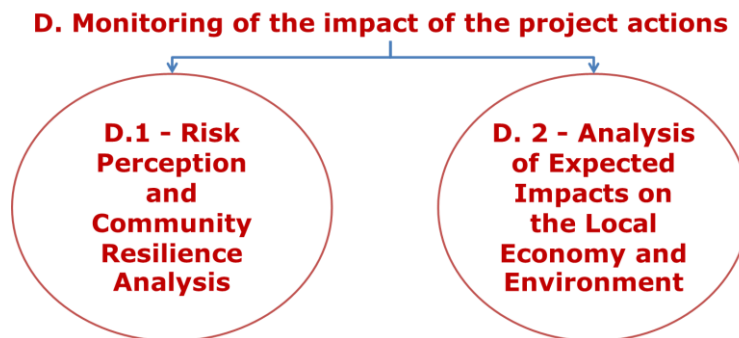 D. Monitoring of the impact of the project actions
D.1 - Risk
Perception
and
Community
Resilience
Analysis
D. 2 - Analysis
of Expected
Impacts on
the Local
Economy and
Environment